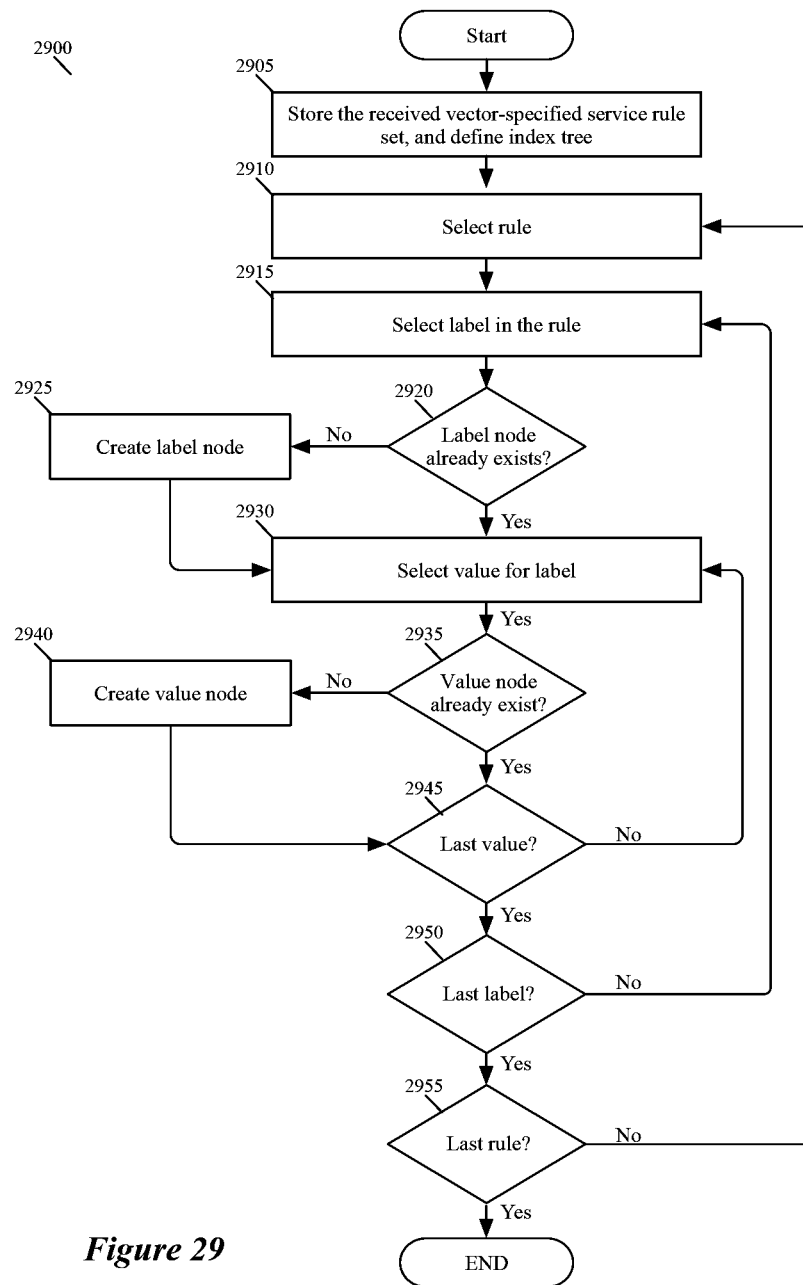 Start
2900
2905
Store the received vector-specified service rule
set, and define index tree
2910
Select rule
2915
Select label in the rule
2920
2925
Label node
already exists?
No
Create label node
Yes
2930
Select value for label
Yes
2935
2940
Value node
already exist?
No
Create value node
Yes
2945
Last value?
No
Yes
2950
Last label?
No
Yes
2955
Last rule?
No
Yes
Figure 29
END